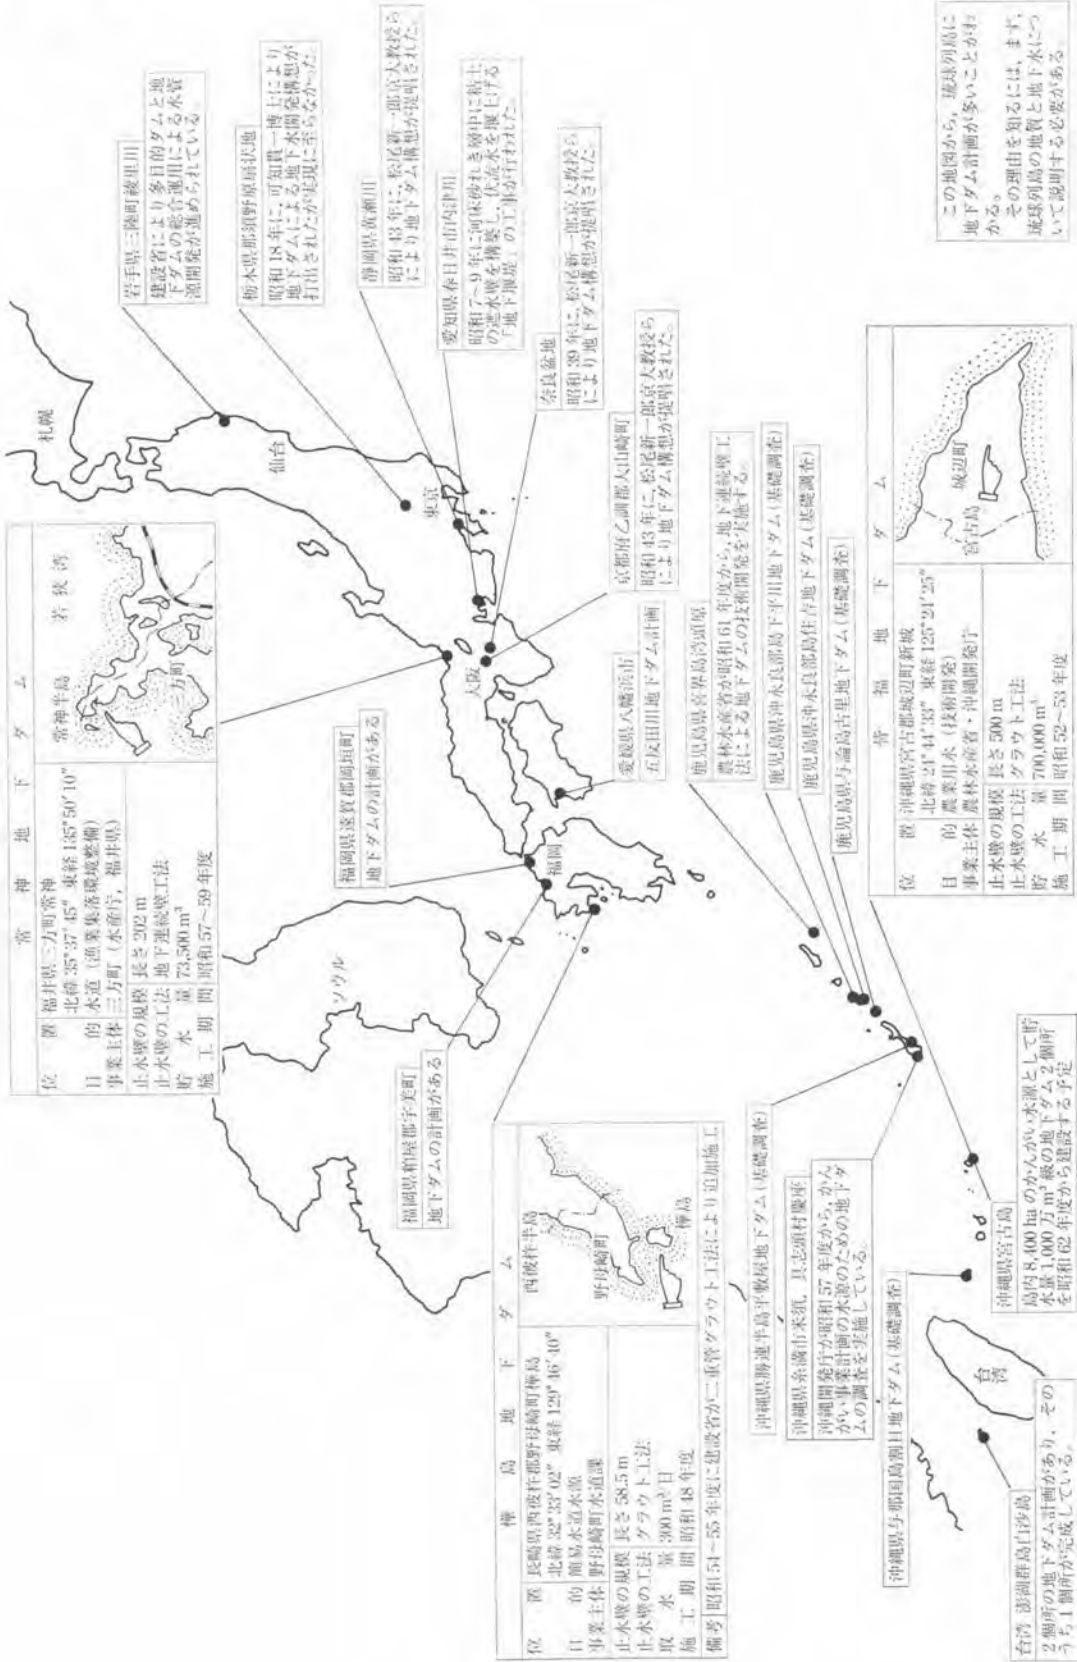 常神地下ダム
位置 福井県三方町常神
北緯 35°37′45″ 東経 135°50′10″
目的 水道（漁業集落環境整備）
事業主体 三方町（水産庁，福井県）
止水壁の規模 長さ 202 m
止水壁の工法 地下連続壁工法
貯水量 73,500 m³
施工期間 昭和57～59年度
若狭湾
常神半島
三方町
札幌
仙台
東京
大阪
福岡
ソウル
台湾
岩手県三陸町綾里川
建設省により多目的ダムと地
下ダムの総合運用による水資
源開発が進められている。
栃木県那須野原扇状地
昭和18年に，可知貫一博士により
地下ダムによる地下水開発構想が
打出されたが実現に至らなかった。
静岡県黄瀬川
昭和43年に，松尾新一郎京大教授ら
により地下ダム構想が提唱された。
愛知県春日井市内津川
昭和7～9年に河床砂れき層中に粘土
の遮水壁を構築し，伏流水を堰上げる
「地下堰堤」の工事が行われた。
奈良盆地
昭和39年に，松尾新一郎京大教授ら
により地下ダム構想が提唱された。
京都府乙訓郡大山崎町
昭和43年に，松尾新一郎京大教授ら
により地下ダム構想が提唱された。
福岡県遠賀郡岡垣町
地下ダムの計画がある
福岡県粕屋郡宇美町
地下ダムの計画がある
愛媛県八幡浜市
五反田川地下ダム計画
鹿児島県喜界島湾頭原
農林水産省が昭和61年度から，地下連続壁工
法による地下ダムの技術開発を実施する。
鹿児島県沖永良部島下平川地下ダム(基礎調査)
鹿児島県沖永良部島住吉地下ダム(基礎調査)
鹿児島県与論島古里地下ダム(基礎調査)
樺島地下ダム
位置 長崎県西彼杵郡野母崎町樺島
北緯 32°33′02″ 東経 129°46′40″
目的 簡易水道水源
事業主体 野母崎町水道課
止水壁の規模 長さ 58.5 m
止水壁の工法 グラウト工法
取水量 300 m³/日
施工期間 昭和48年度
備考 昭和54～55年度に建設省が二重管グラウト工法により追加施工
西彼杵半島
野母崎町
樺島
沖縄県勝連半島平敷屋地下ダム(基礎調査)
沖縄県糸満市米須，具志頭村慶座
沖縄開発庁が昭和57年度から，かん
がい事業計画の水源のための地下ダ
ムの調査を実施している。
沖縄県与那国島割目地下ダム(基礎調査)
沖縄県宮古島
島内8,400 haのかんがい水源として貯
水量1,000万m³級の地下ダム2個所
を昭和62年度から建設する予定
台湾 澎湖群島白沙島
2個所の地下ダム計画があり，その
うち1個所が完成している。
皆福地下ダム
位置 沖縄県宮古郡城辺町新城
北緯 24°44′33″ 東経 125°24′25″
目的 農業用水（技術開発）
事業主体 農林水産省・沖縄開発庁
止水壁の規模 長さ 500 m
止水壁の工法 グラウト工法
貯水量 700,000 m³
施工期間 昭和52～53年度
宮古島
城辺町
この地図から，琉球列島に
地下ダム計画が多いことがわ
かる。
その理由を知るには，まず，
琉球列島の地質と地下水につ
いて説明する必要がある。